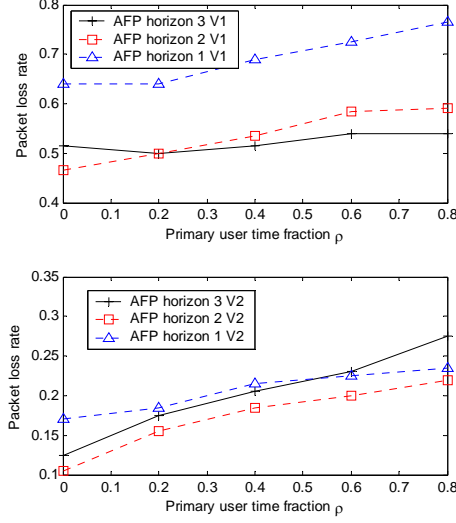 0.8
0.7
0.6
0.5
0.4
Packet loss rate
AFP horizon 3 V1
AFP horizon 2 V1
AFP horizon 1 V1
0 0.1 0.2 0.3 0.4 0.5 0.6 0.7 0.8
Primary user time fraction ρ
0.35
0.3
0.25
0.2
0.15
0.1
Packet loss rate
AFP horizon 3 V2
AFP horizon 2 V2
AFP horizon 1 V2
0 0.1 0.2 0.3 0.4 0.5 0.6 0.7 0.8
Primary user time fraction ρ